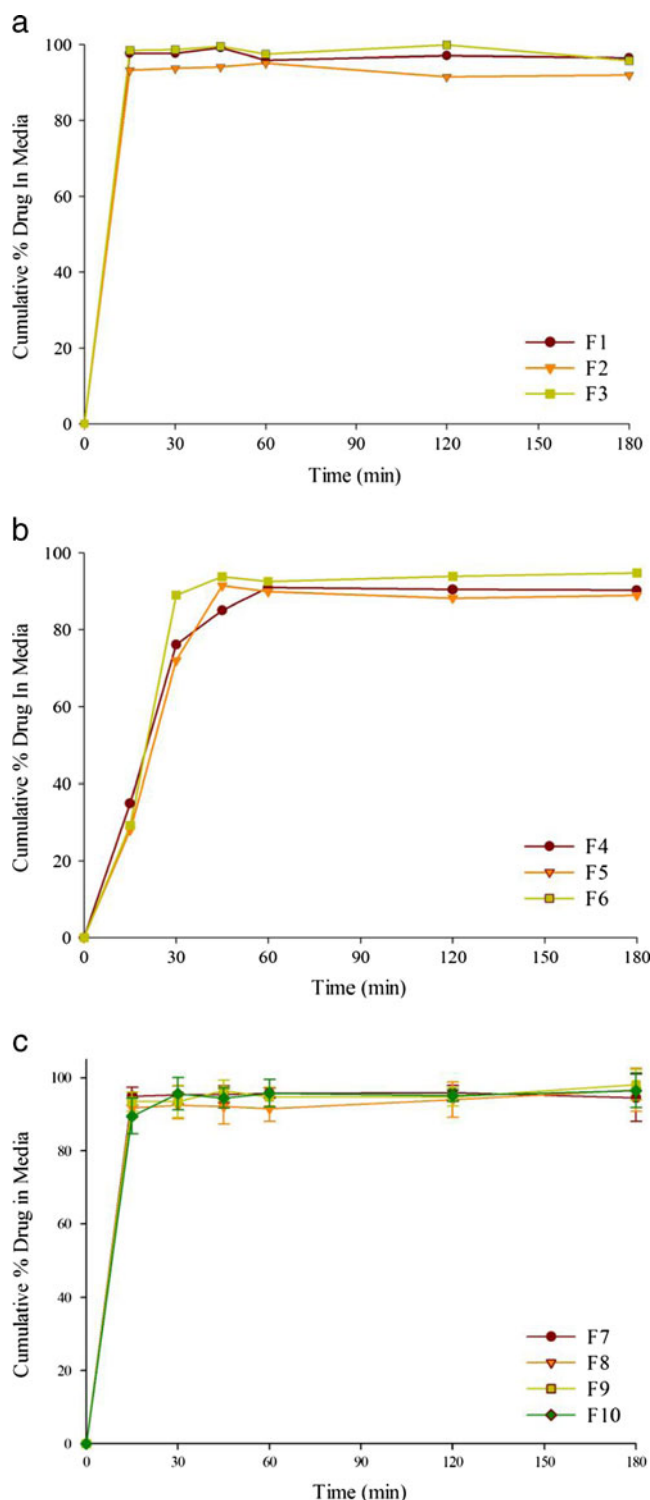 a
100
80
60
40
20
0
Cumulative % Drug In Media
F1
F2
F3
0 30 60 90 120 150 180
Time (min)
b
100
80
60
40
20
0
Cumulative % Drug In Media
F4
F5
F6
0 30 60 90 120 150 180
Time (min)
c
100
80
60
40
20
0
Cumulative % Drug in Media
F7
F8
F9
F10
0 30 60 90 120 150 180
Time (min)